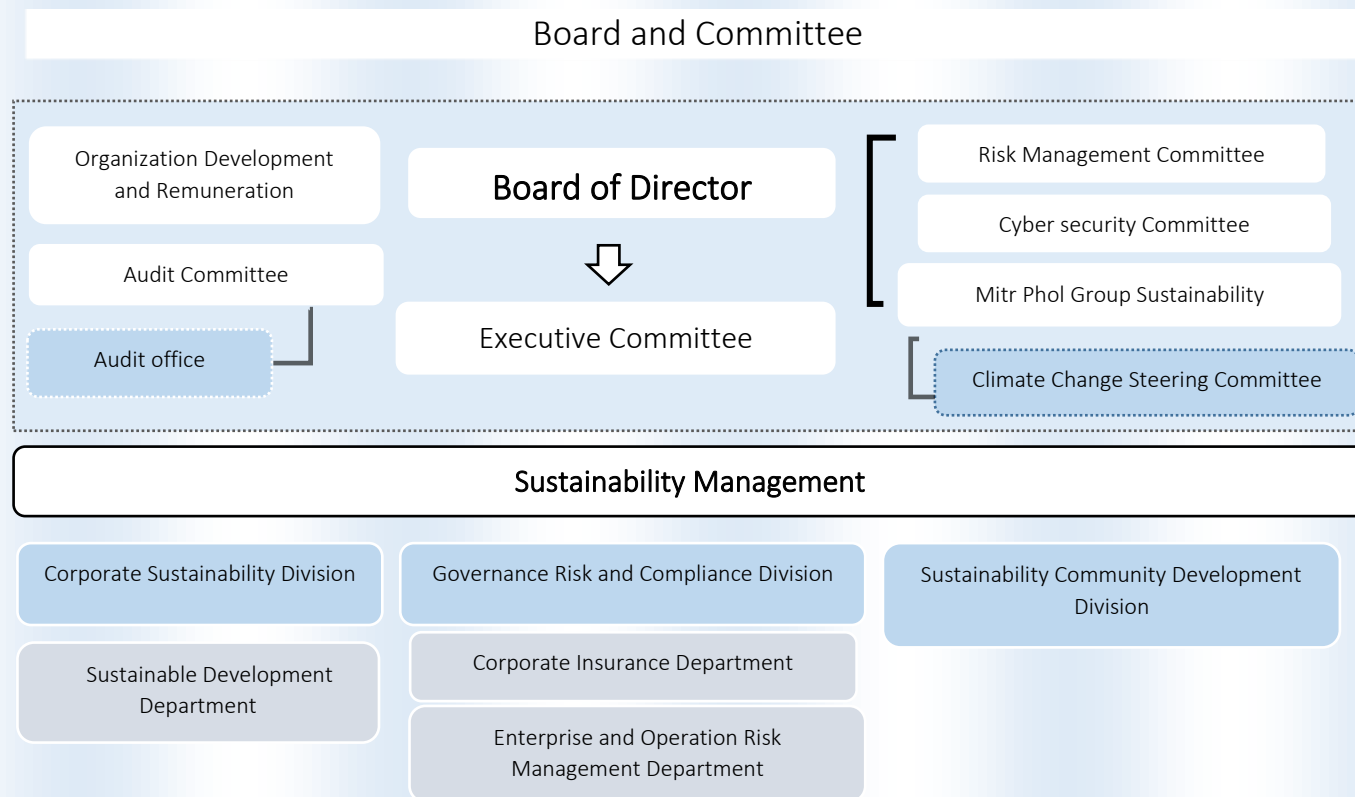 Board and Committee
Organization Development
and Remuneration
Audit Committee
Audit office
Board of Director
Executive Committee
Risk Management Committee
Cyber security Committee
Mitr Phol Group Sustainability
Climate Change Steering Committee
Sustainability Management
Corporate Sustainability Division
Sustainable Development
Department
Governance Risk and Compliance Division
Corporate Insurance Department
Enterprise and Operation Risk
Management Department
Sustainability Community Development
Division